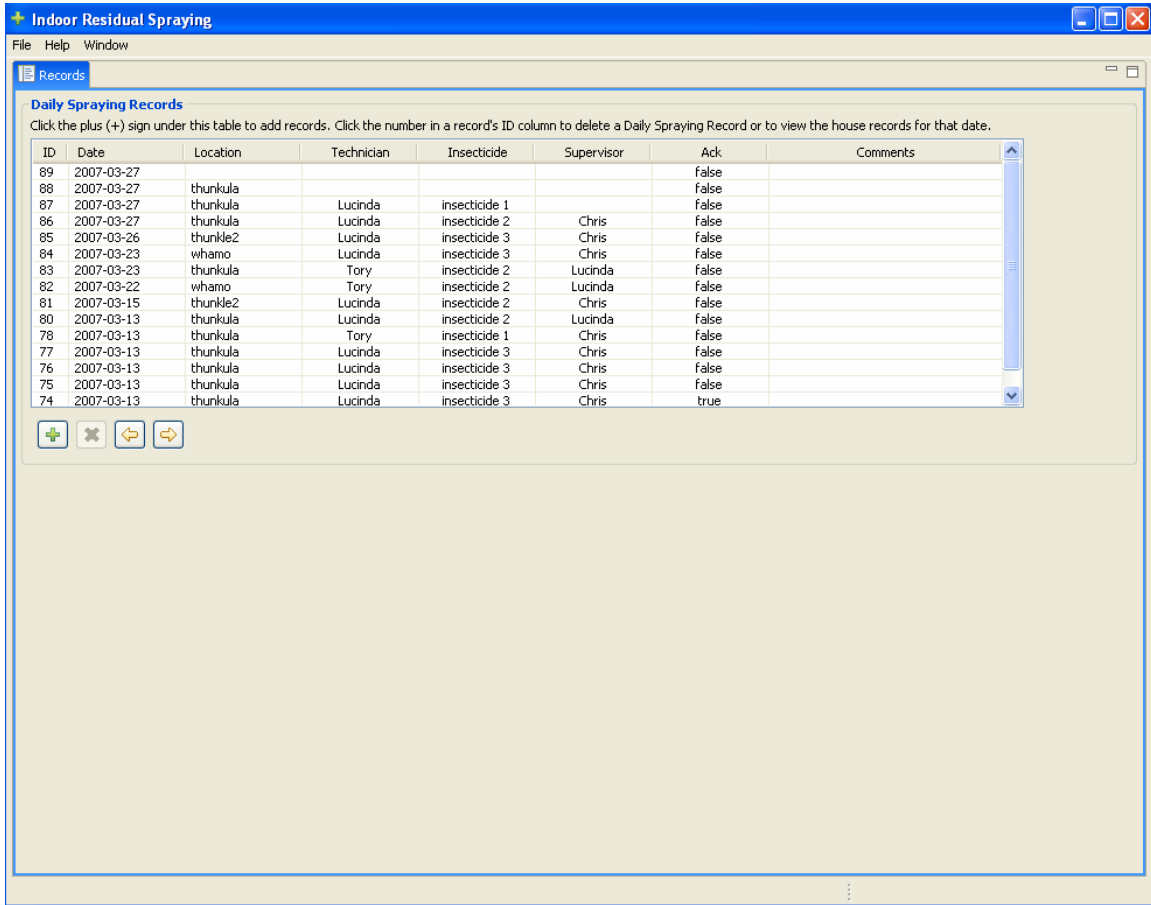 Indoor Residual Spraying
File Help Window
Records
Daily Spraying Records
Click the plus (+) sign under this table to add records. Click the number in a record's ID column to delete a Daily Spraying Record or to view the house records for that date.
ID Date Location Technician Insecticide Supervisor Ack Comments
89 2007-03-27 false
88 2007-03-27 thunkula false
87 2007-03-27 thunkula Lucinda insecticide 1 false
86 2007-03-27 thunkula Lucinda insecticide 2 Chris false
85 2007-03-26 thunkle2 Lucinda insecticide 3 Chris false
84 2007-03-23 whamo Lucinda insecticide 3 Chris false
83 2007-03-23 thunkula Tory insecticide 2 Lucinda false
82 2007-03-22 whamo Tory insecticide 2 Lucinda false
81 2007-03-15 thunkle2 Lucinda insecticide 2 Chris false
80 2007-03-13 thunkula Lucinda insecticide 2 Lucinda false
78 2007-03-13 thunkula Tory insecticide 1 Chris false
77 2007-03-13 thunkula Lucinda insecticide 3 Chris false
76 2007-03-13 thunkula Lucinda insecticide 3 Chris false
75 2007-03-13 thunkula Lucinda insecticide 3 Chris false
74 2007-03-13 thunkula Lucinda insecticide 3 Chris true